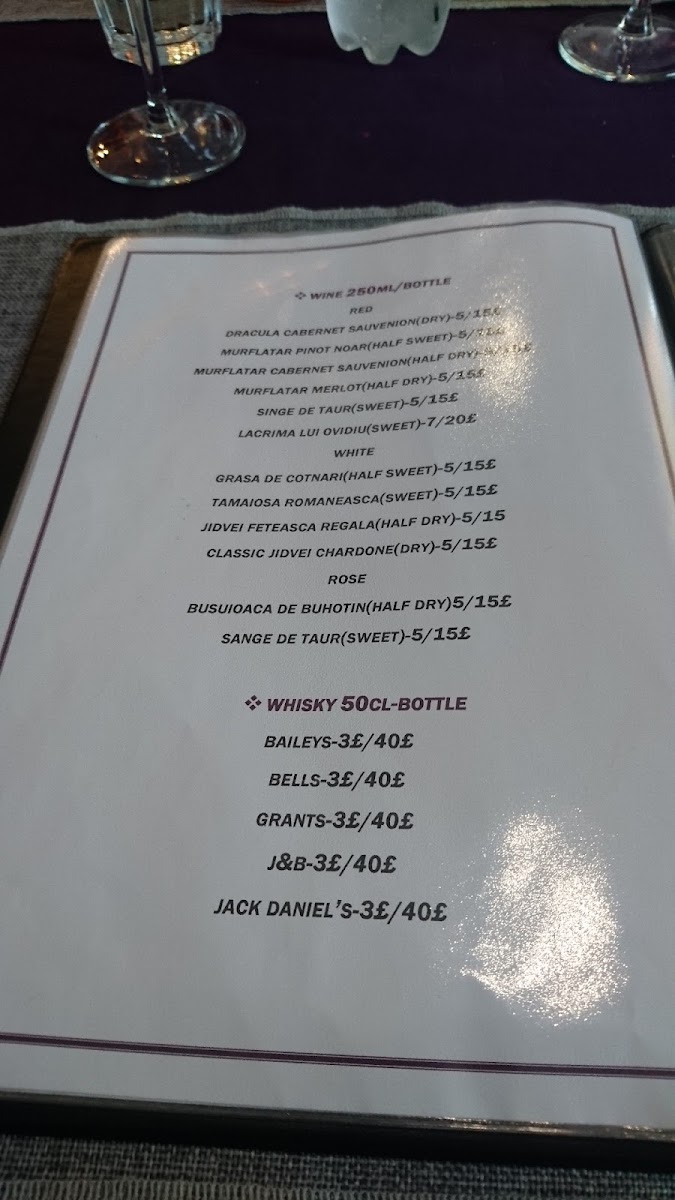 ❖ WINE 250ML/BOTTLE
RED
DRACULA CABERNET SAUVENION(DRY)-5/15£
MURFLATAR PINOT NOAR(HALF SWEET)-5/
MURFLATAR CABERNET SAUVENION(HALF DRY)-
MURFLATAR MERLOT(HALF DRY)-5/15£
SINGE DE TAUR(SWEET)-5/15£
LACRIMA LUI OVIDIU(SWEET)-7/20£
WHITE
GRASA DE COTNARI(HALF SWEET)-5/15£
TAMAIOSA ROMANEASCA(SWEET)-5/15£
JIDVEI FETEASCA REGALA(HALF DRY)-5/15
CLASSIC JIDVEI CHARDONE(DRY)-5/15£
ROSE
BUSUIOACA DE BUHOTIN(HALF DRY)5/15£
SANGE DE TAUR(SWEET)-5/15£
❖ WHISKY 50CL-BOTTLE
BAILEYS-3£/40£
BELLS-3£/40£
GRANTS-3£/40£
J&B-3£/40£
JACK DANIEL'S-3£/40£